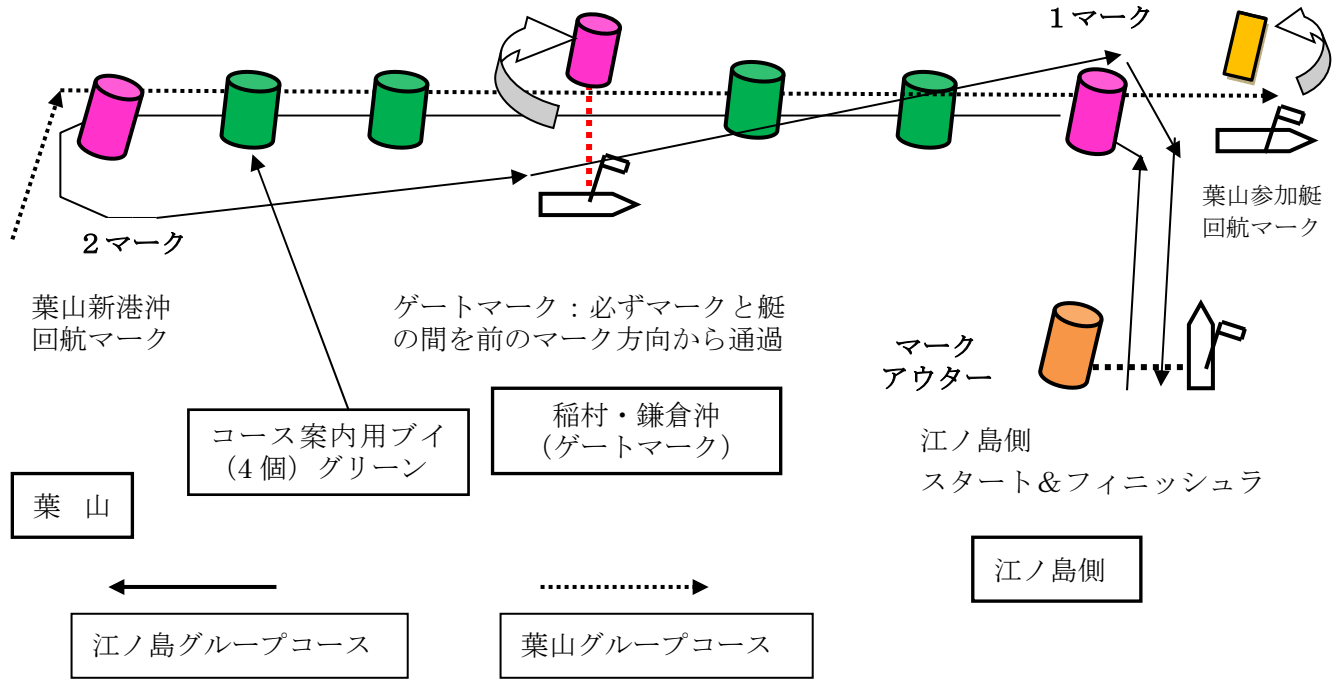 1マーク
葉山参加艇
回航マーク
2マーク
葉山新港沖
回航マーク
ゲートマーク：必ずマークと艇
の間を前のマーク方向から通過
マーク
アウター
コース案内用ブイ
（4個）グリーン
稲村・鎌倉沖
（ゲートマーク）
江ノ島側
スタート＆フィニッシュラ
葉　山
江ノ島側
江ノ島グループコース
葉山グループコース